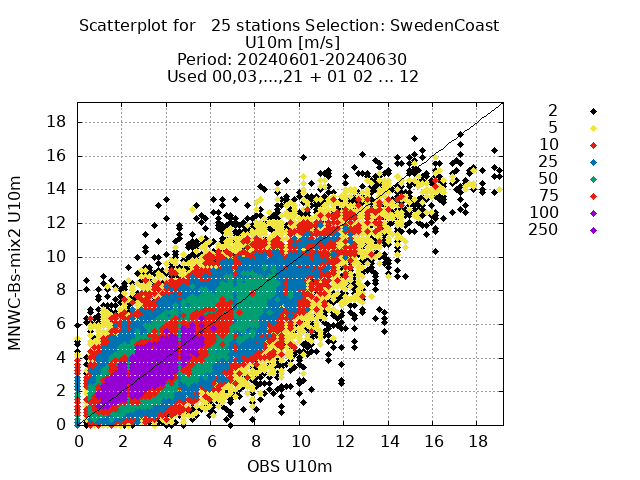 Scatterplot for   25 stations Selection: SwedenCoast
U10m [m/s]
Period: 20240601-20240630
Used 00,03,...,21 + 01 02 ... 12
2
5
10
25
50
75
100
250
MNWC-Bs-mix2 U10m
18
16
14
12
10
8
6
4
2
0
0 2 4 6 8 10 12 14 16 18
OBS U10m